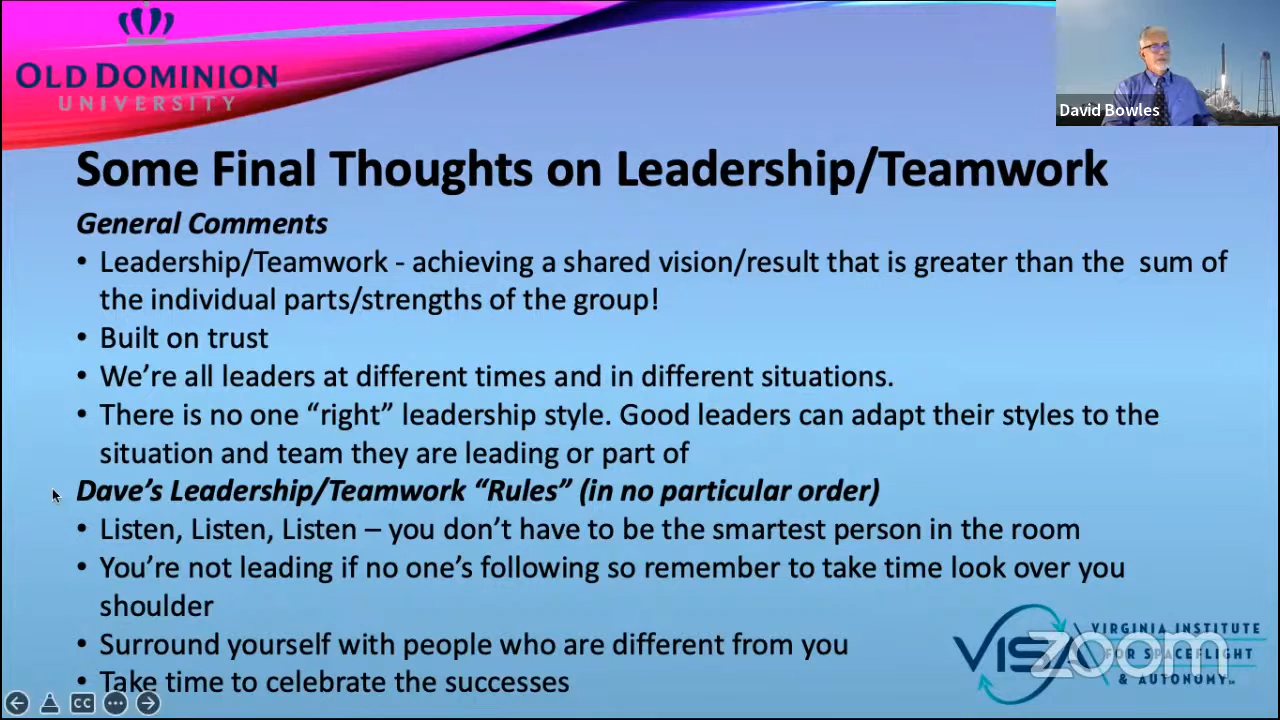 OLD DOMINION
UNIVERSITY
David Bowles
Some Final Thoughts on Leadership/Teamwork
General Comments
• Leadership/Teamwork - achieving a shared vision/result that is greater than the sum of
the individual parts/strengths of the group!
• Built on trust
• We're all leaders at different times and in different situations.
• There is no one “right” leadership style. Good leaders can adapt their styles to the
situation and team they are leading or part of
Dave's Leadership/Teamwork “Rules” (in no particular order)
• Listen, Listen, Listen – you don't have to be the smartest person in the room
• You're not leading if no one's following so remember to take time look over you
shoulder
• Surround yourself with people who are different from you
• Take time to celebrate the successes
VISA
VIRGINIA INSTITUTE
FOR SPACEFLIGHT
& AUTONOMY
zoom
CC